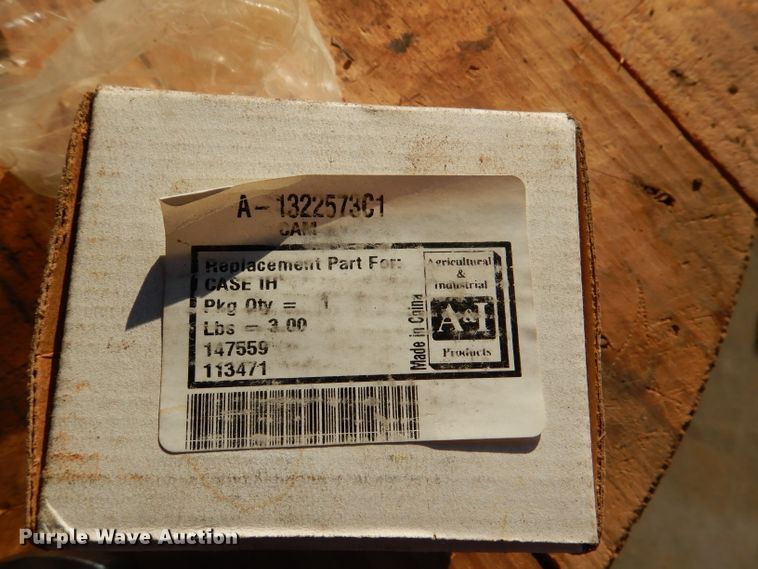 A-1322573C1
CAM
Replacement Part For:
CASE IH
Pkg Qty = 1
Lbs = 3.00
147559
113471
Made in China
Agricultural
&
Industrial
A&I
Products
Purple Wave Auction